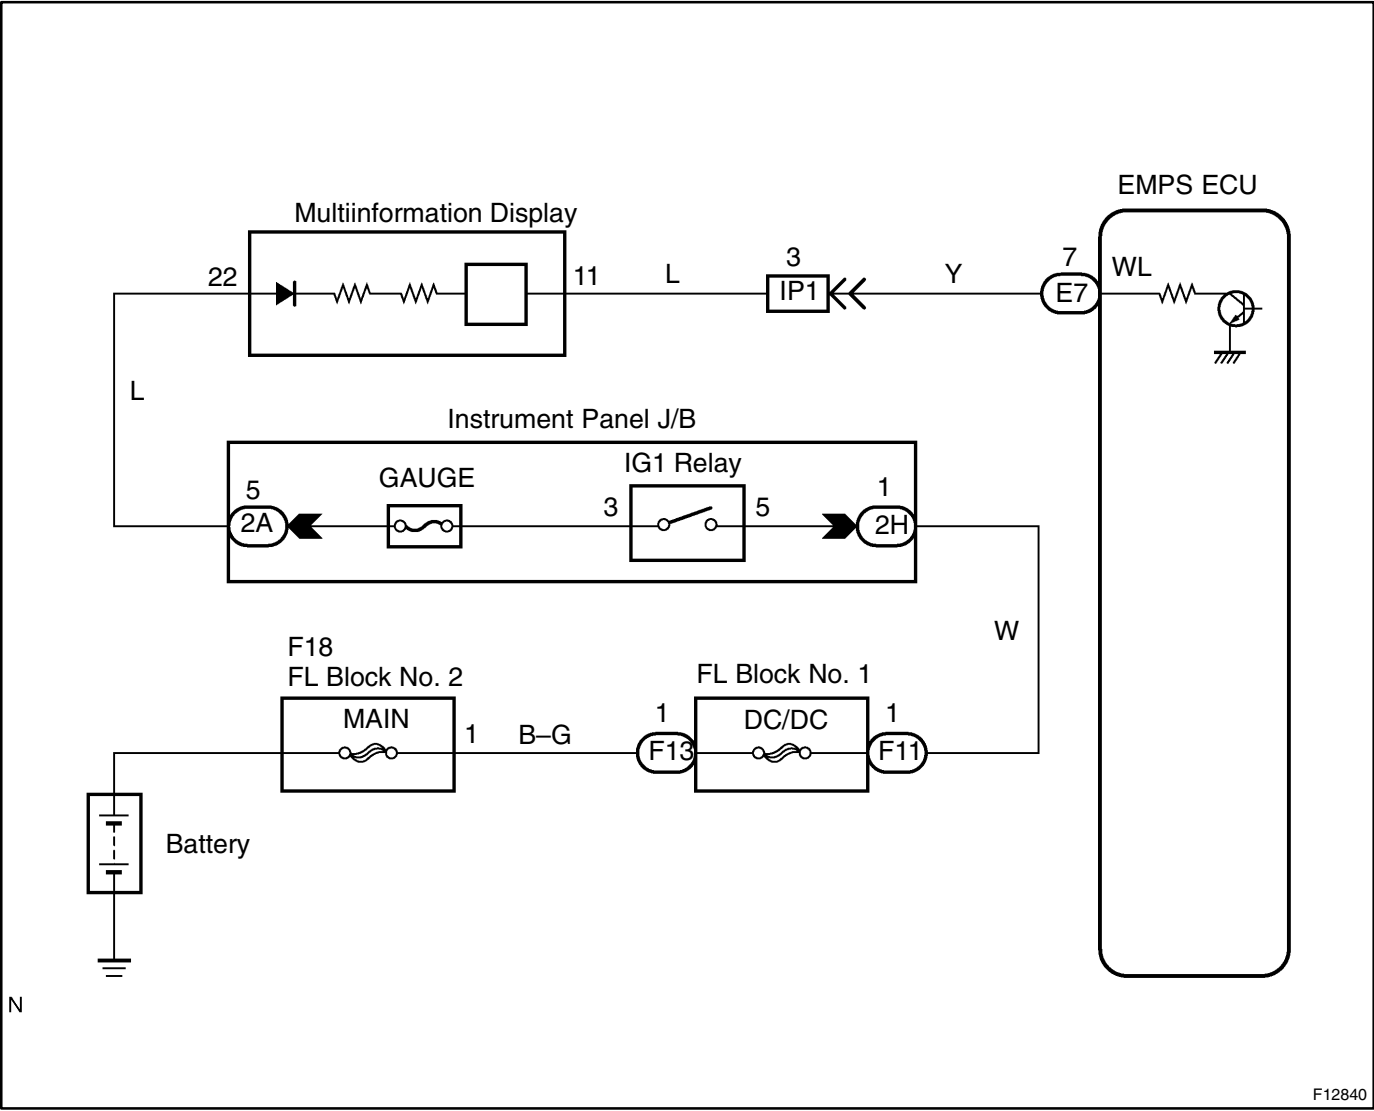 EMPS ECU
Multiinformation Display
22
11
L
3
IP1
Y
7
E7
WL
L
Instrument Panel J/B
GAUGE
IG1 Relay
5
2A
3
5
1
2H
W
F18
FL Block No. 2
MAIN
1
B–G
FL Block No. 1
1
F13
DC/DC
1
F11
Battery
N
F12840